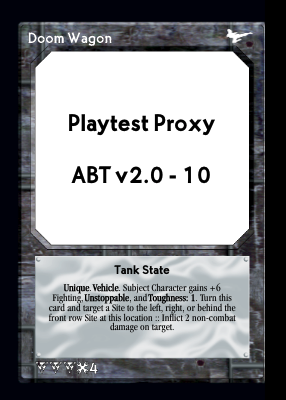 Doom Wagon
Playtest Proxy
ABT v2.0 - 10
Tank State
Unique. Vehicle. Subject Character gains +6
Fighting, Unstoppable, and Toughness: 1. Turn this
card and target a Site to the left, right, or behind the
front row Site at this location :: Inflict 2 non-combat
damage on target.
4